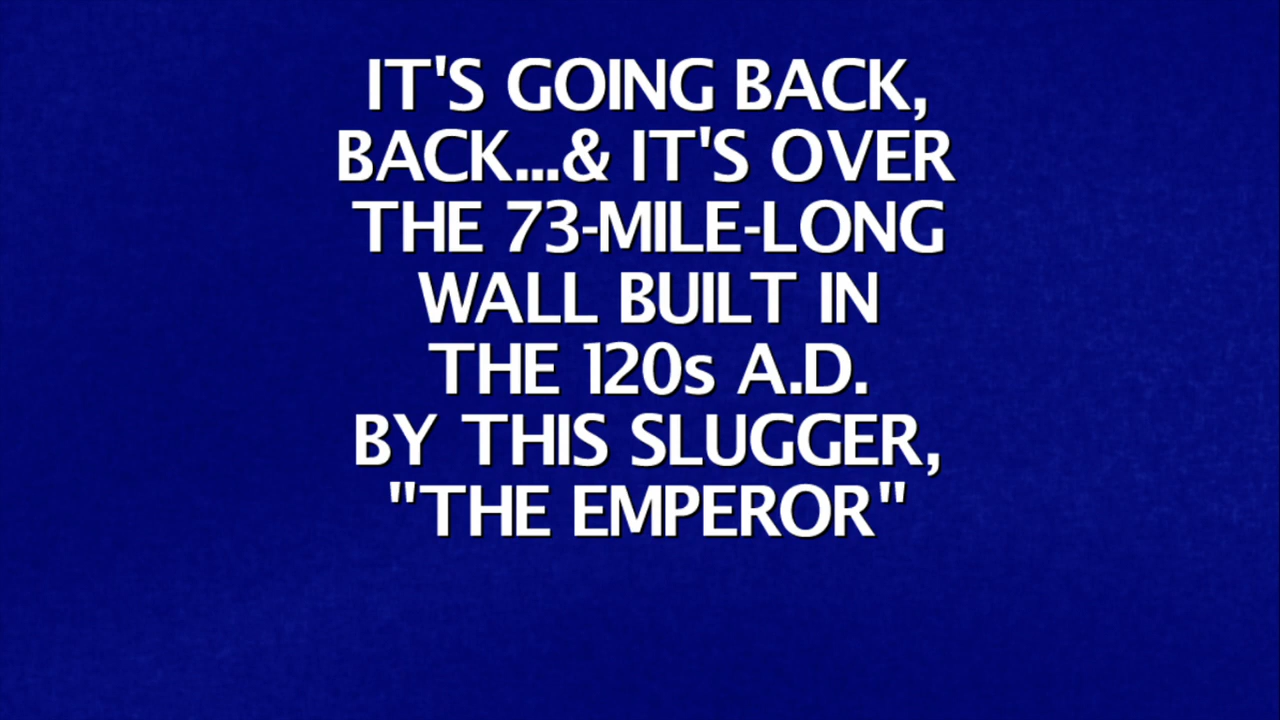 IT'S GOING BACK,
BACK...& IT'S OVER
THE 73-MILE-LONG
WALL BUILT IN
THE 120s A.D.
BY THIS SLUGGER,
"THE EMPEROR"